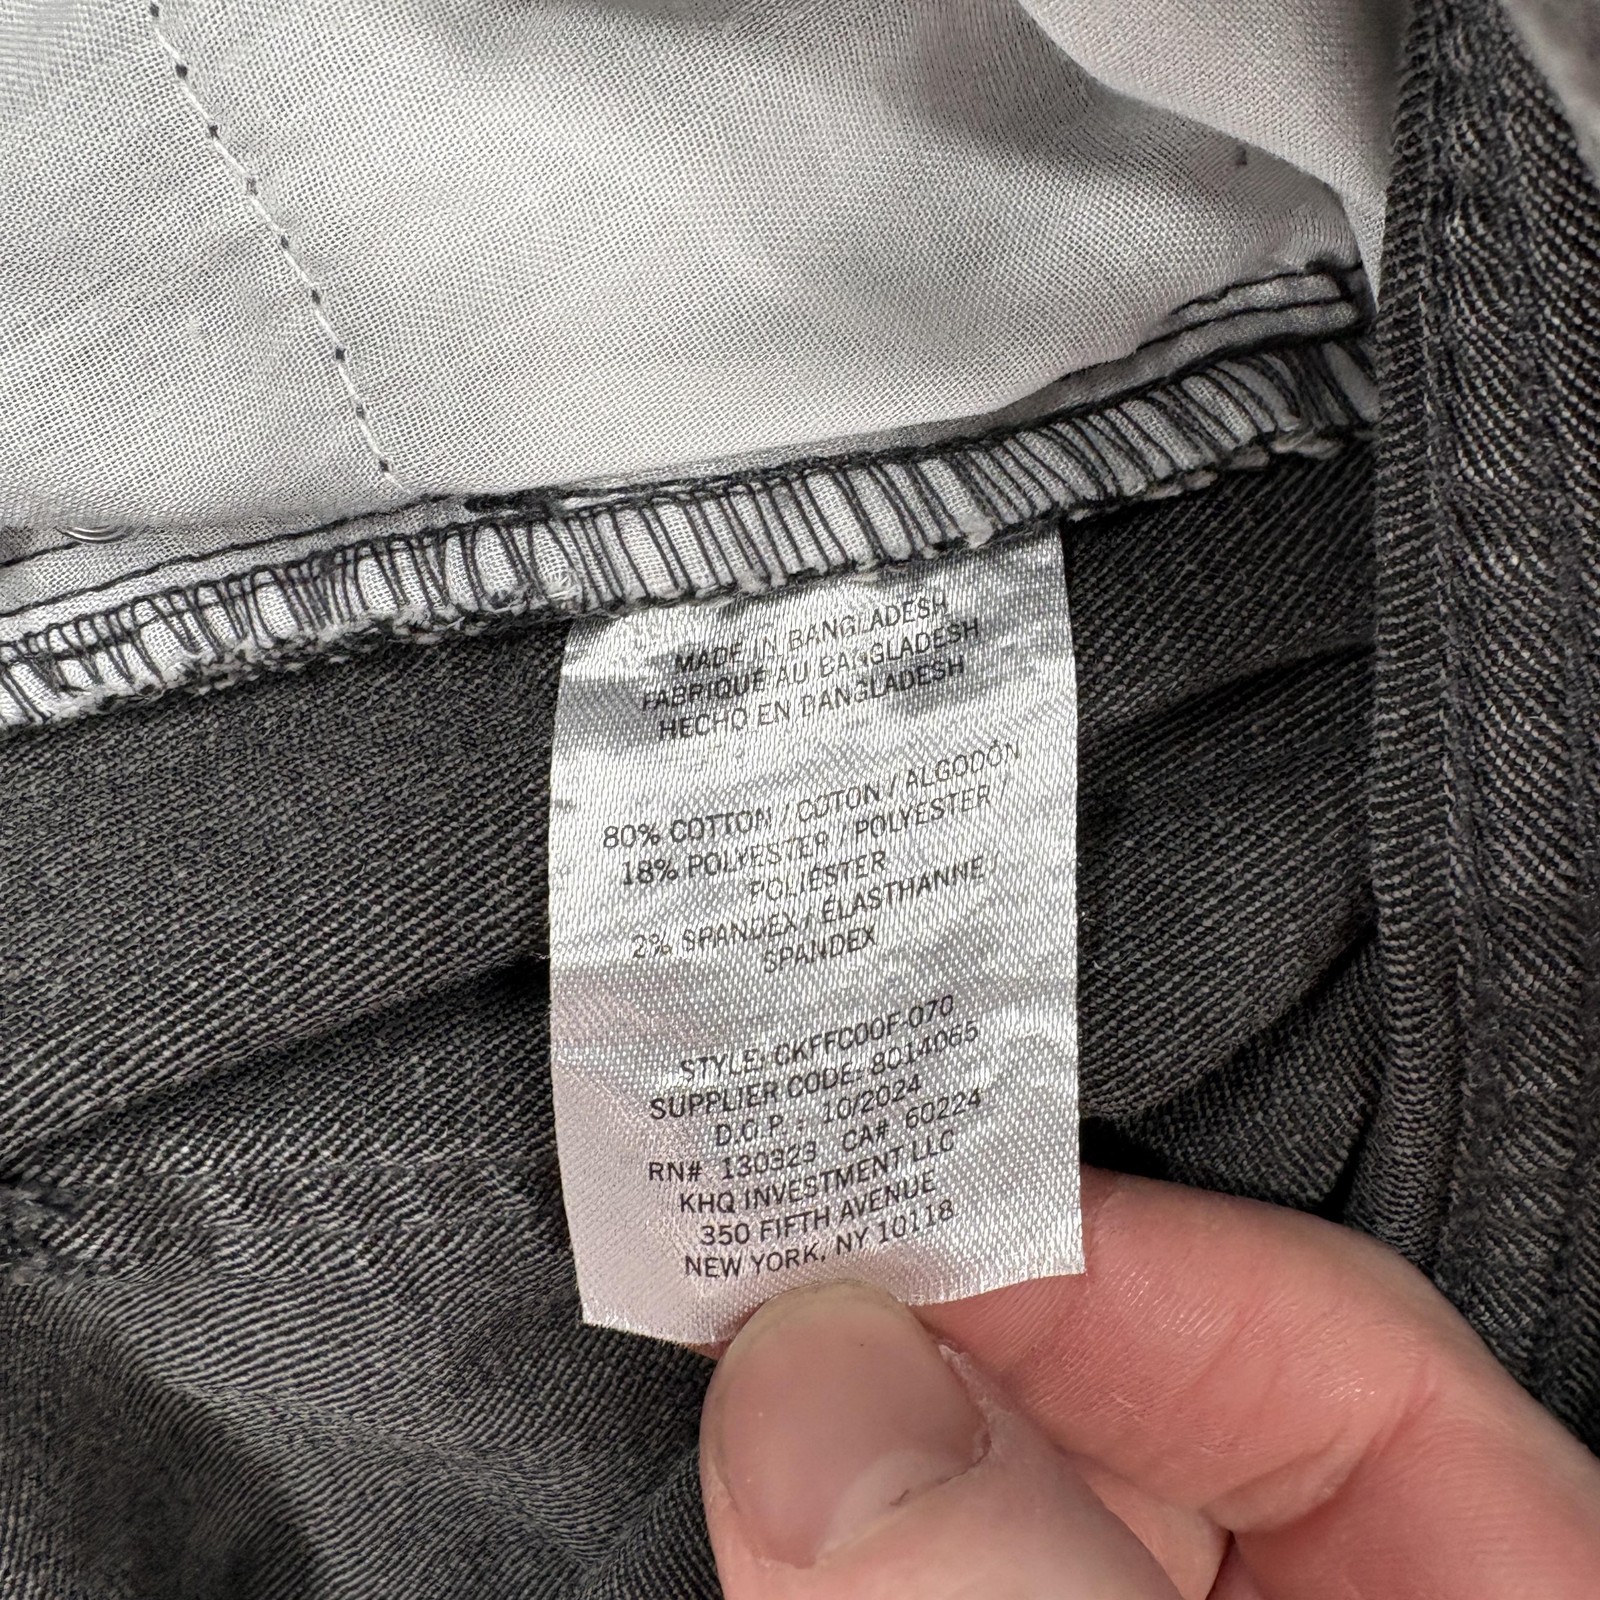 MADE IN BANGLADESH
FABRIQUÉ AU BANGLADESH
HECHO EN BANGLADESH
80% COTTON / COTON / ALGODÓN
18% POLYESTER / POLYESTER /
POLIÉSTER
2% SPANDEX / ÉLASTHANNE /
SPANDEX
STYLE: CKFFC00F-070
SUPPLIER CODE: 8014065
D.O.P. : 10/2024
RN# 130323 CA# 60224
KHQ INVESTMENT LLC
350 FIFTH AVENUE
NEW YORK, NY 10118